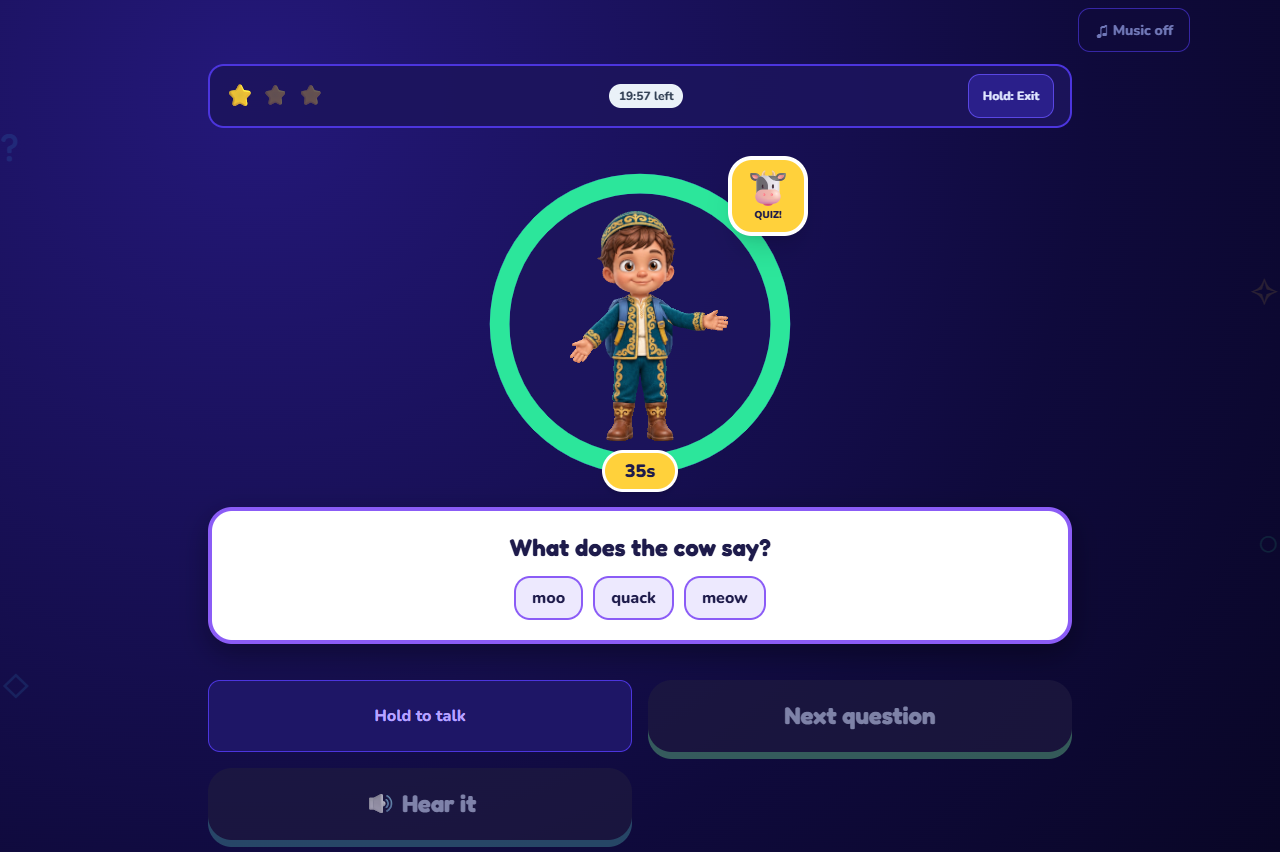 ♫ Music off
19:57 left
Hold: Exit
QUIZ!
35s
What does the cow say?
moo quack meow
Hold to talk
Next question
Hear it
?